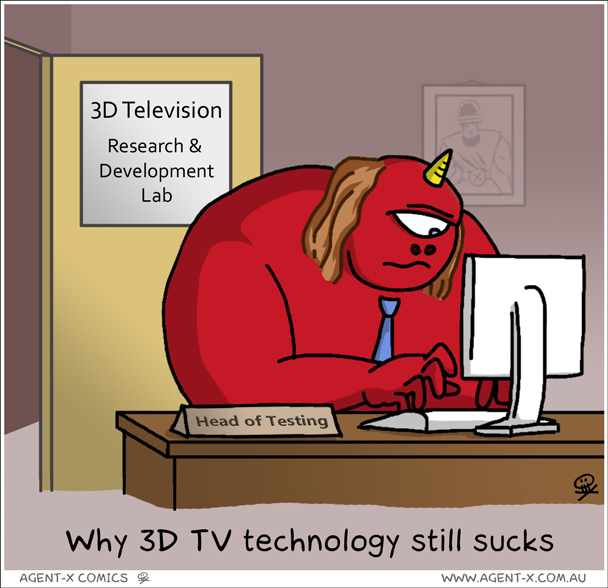 3D Television
Research &
Development
Lab
Head of Testing
Why 3D TV technology still sucks
AGENT-X COMICS
WWW.AGENT-X.COM.AU